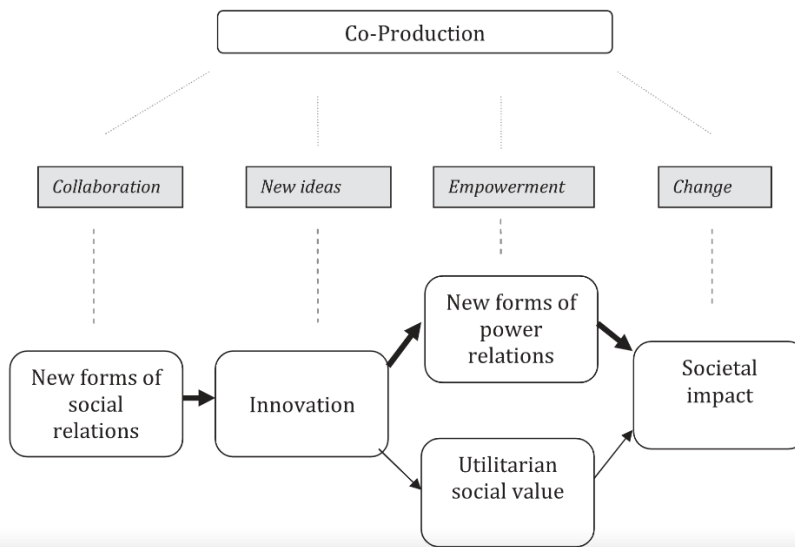 Co-Production
Collaboration
New ideas
Empowerment
Change
New forms of
power
relations
New forms of
social
relations
Innovation
Societal
impact
Utilitarian
social value